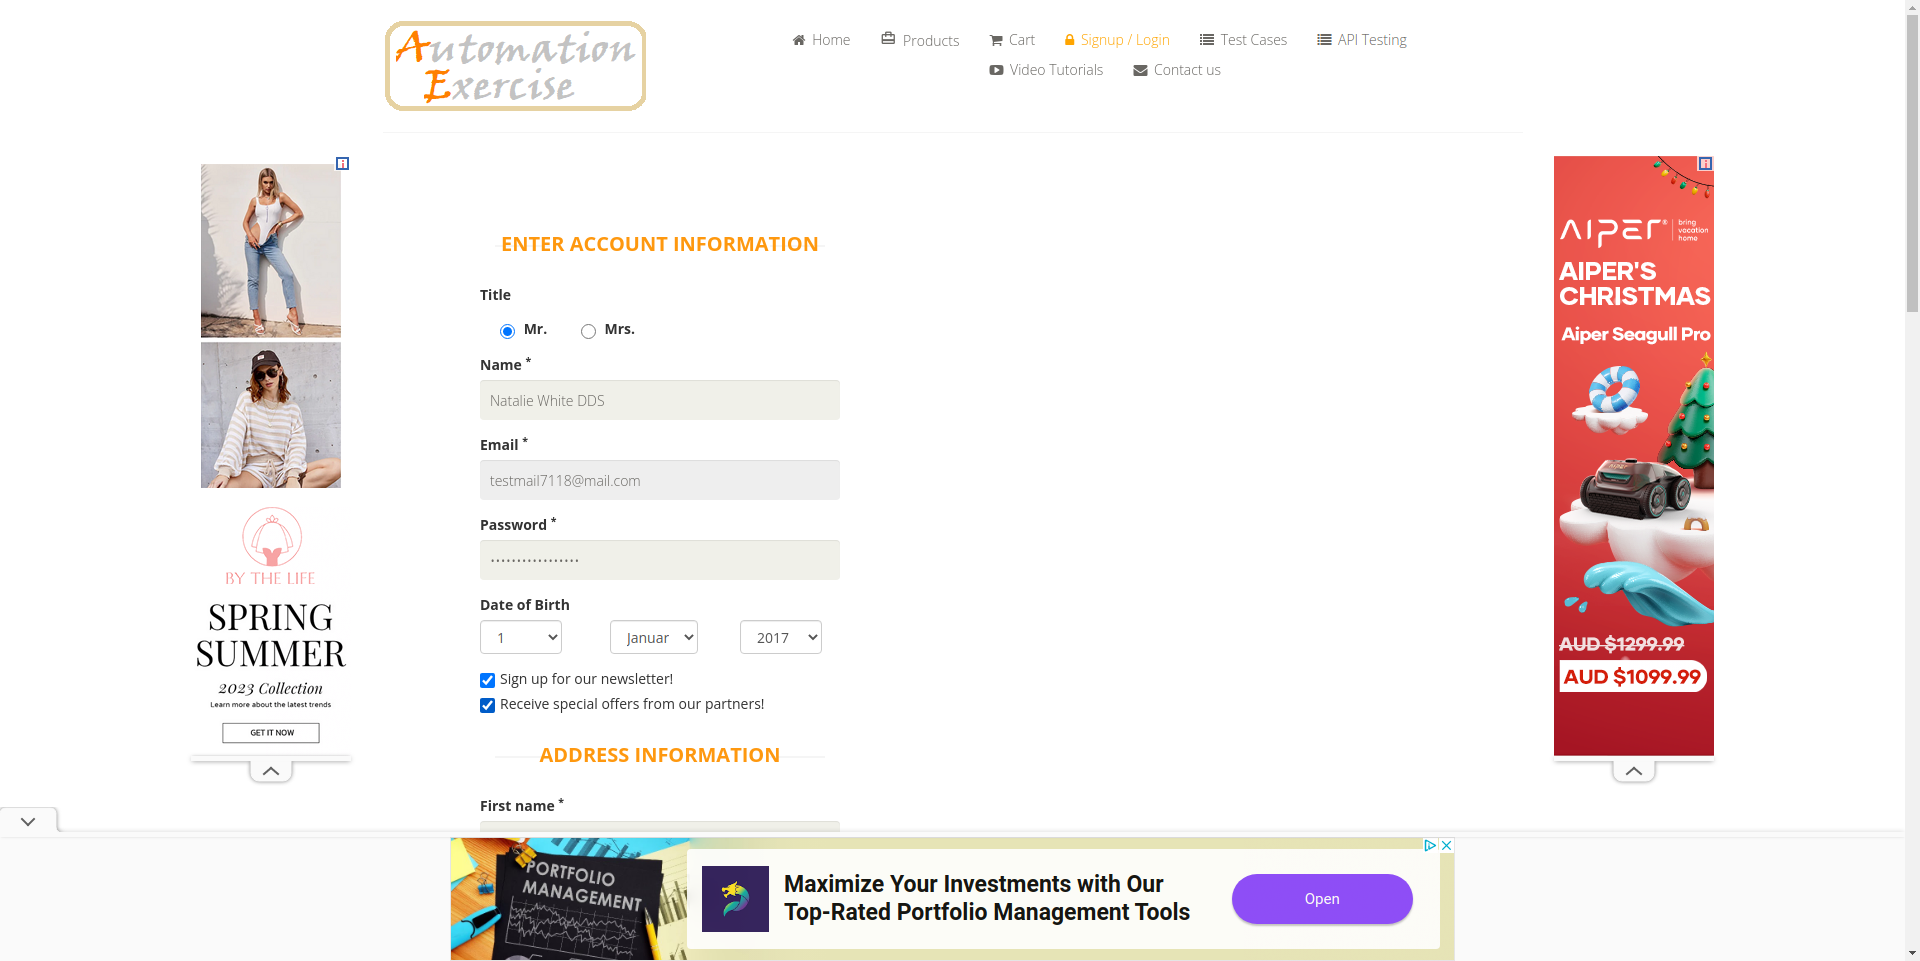 Automation
Exercise
Home
Products
Cart
Signup / Login
Test Cases
API Testing
Video Tutorials
Contact us
ENTER ACCOUNT INFORMATION
Title
Mr.
Mrs.
Name *
Natalie White DDS
Email *
testmail7118@mail.com
Password *
•••••••••••••••••
Date of Birth
1
Januar
2017
Sign up for our newsletter!
Receive special offers from our partners!
ADDRESS INFORMATION
First name *
BY THE LIFE
SPRING
SUMMER
2023 Collection
Learn more about the latest trends
GET IT NOW
AIPER® bring
vacation
home
AIPER'S
CHRISTMAS
Aiper Seagull Pro
AUD $1299.99
AUD $1099.99
PORTFOLIO
MANAGEMENT
Maximize Your Investments with Our
Top-Rated Portfolio Management Tools
Open